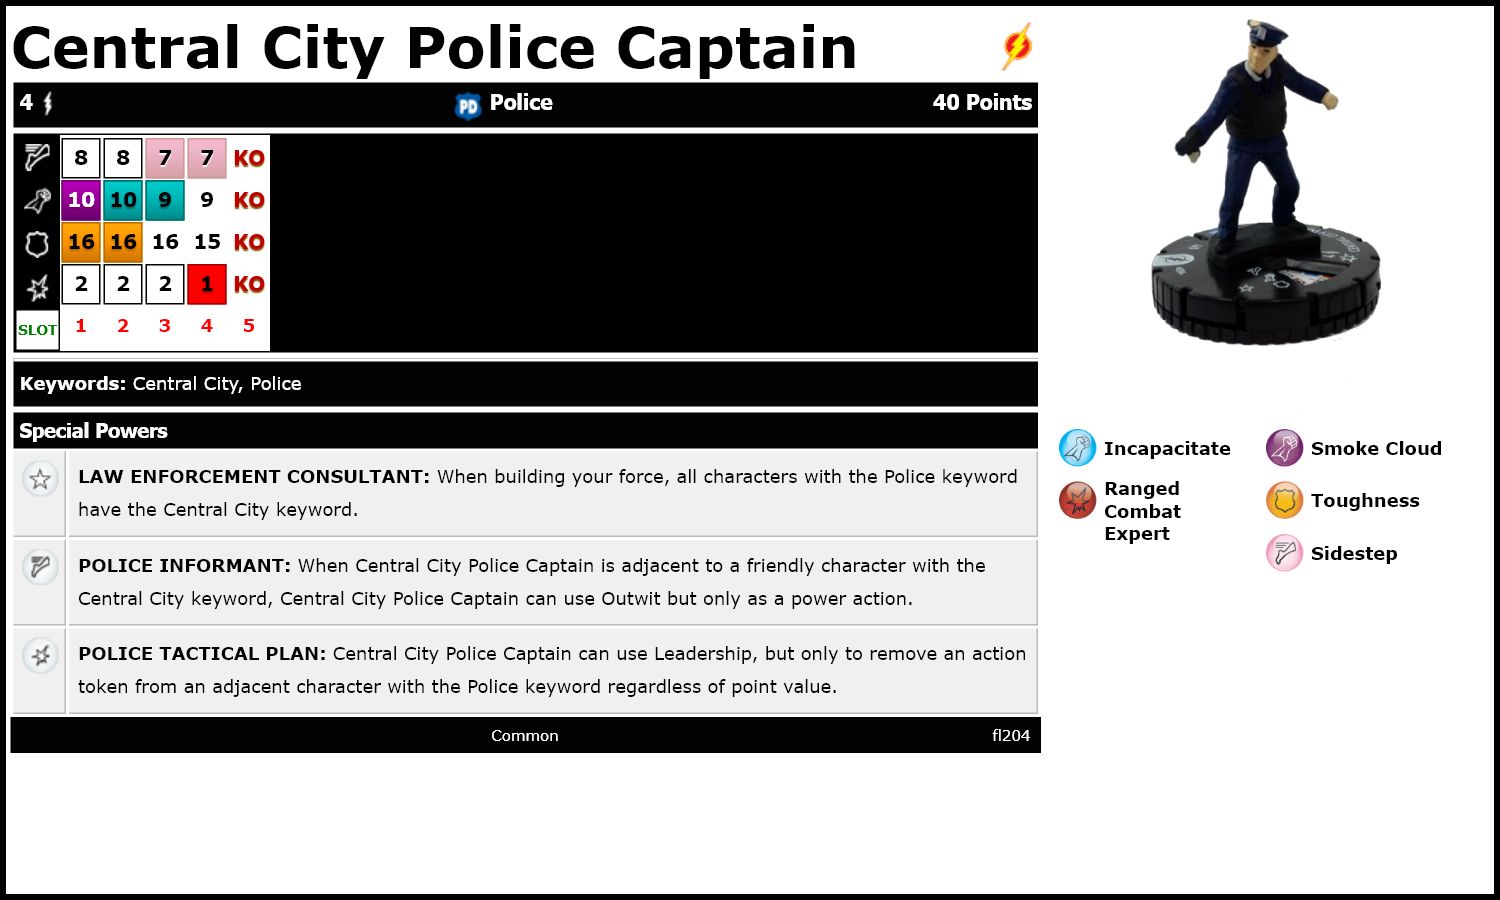 Central City Police Captain
4 PD Police 40 Points
8 8 7 7 KO
10 10 9 9 KO
16 16 16 15 KO
2 2 2 1 KO
SLOT 1 2 3 4 5
Keywords: Central City, Police
Special Powers
LAW ENFORCEMENT CONSULTANT: When building your force, all characters with the Police keyword
have the Central City keyword.
POLICE INFORMANT: When Central City Police Captain is adjacent to a friendly character with the
Central City keyword, Central City Police Captain can use Outwit but only as a power action.
POLICE TACTICAL PLAN: Central City Police Captain can use Leadership, but only to remove an action
token from an adjacent character with the Police keyword regardless of point value.
Common fl204
Incapacitate
Smoke Cloud
Ranged
Combat
Expert
Toughness
Sidestep